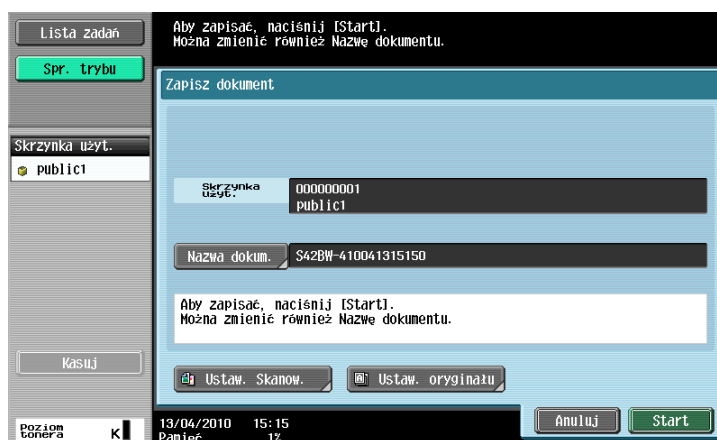 Lista zadań
Spr. trybu
Aby zapisać, naciśnij [Start].
Można zmienić również Nazwę dokumentu.
Zapisz dokument
Skrzynka użyt.
public1
Skrzynka
użyt.
000000001
public1
Nazwa dokum.
S42BW-410041315150
Aby zapisać, naciśnij [Start].
Można zmienić również Nazwę dokumentu.
Kasuj
Ustaw. Skanow.
Ustaw. oryginału
Poziom
tonera
K
13/04/2010 15:15
Pamięć 1%
Anuluj
Start